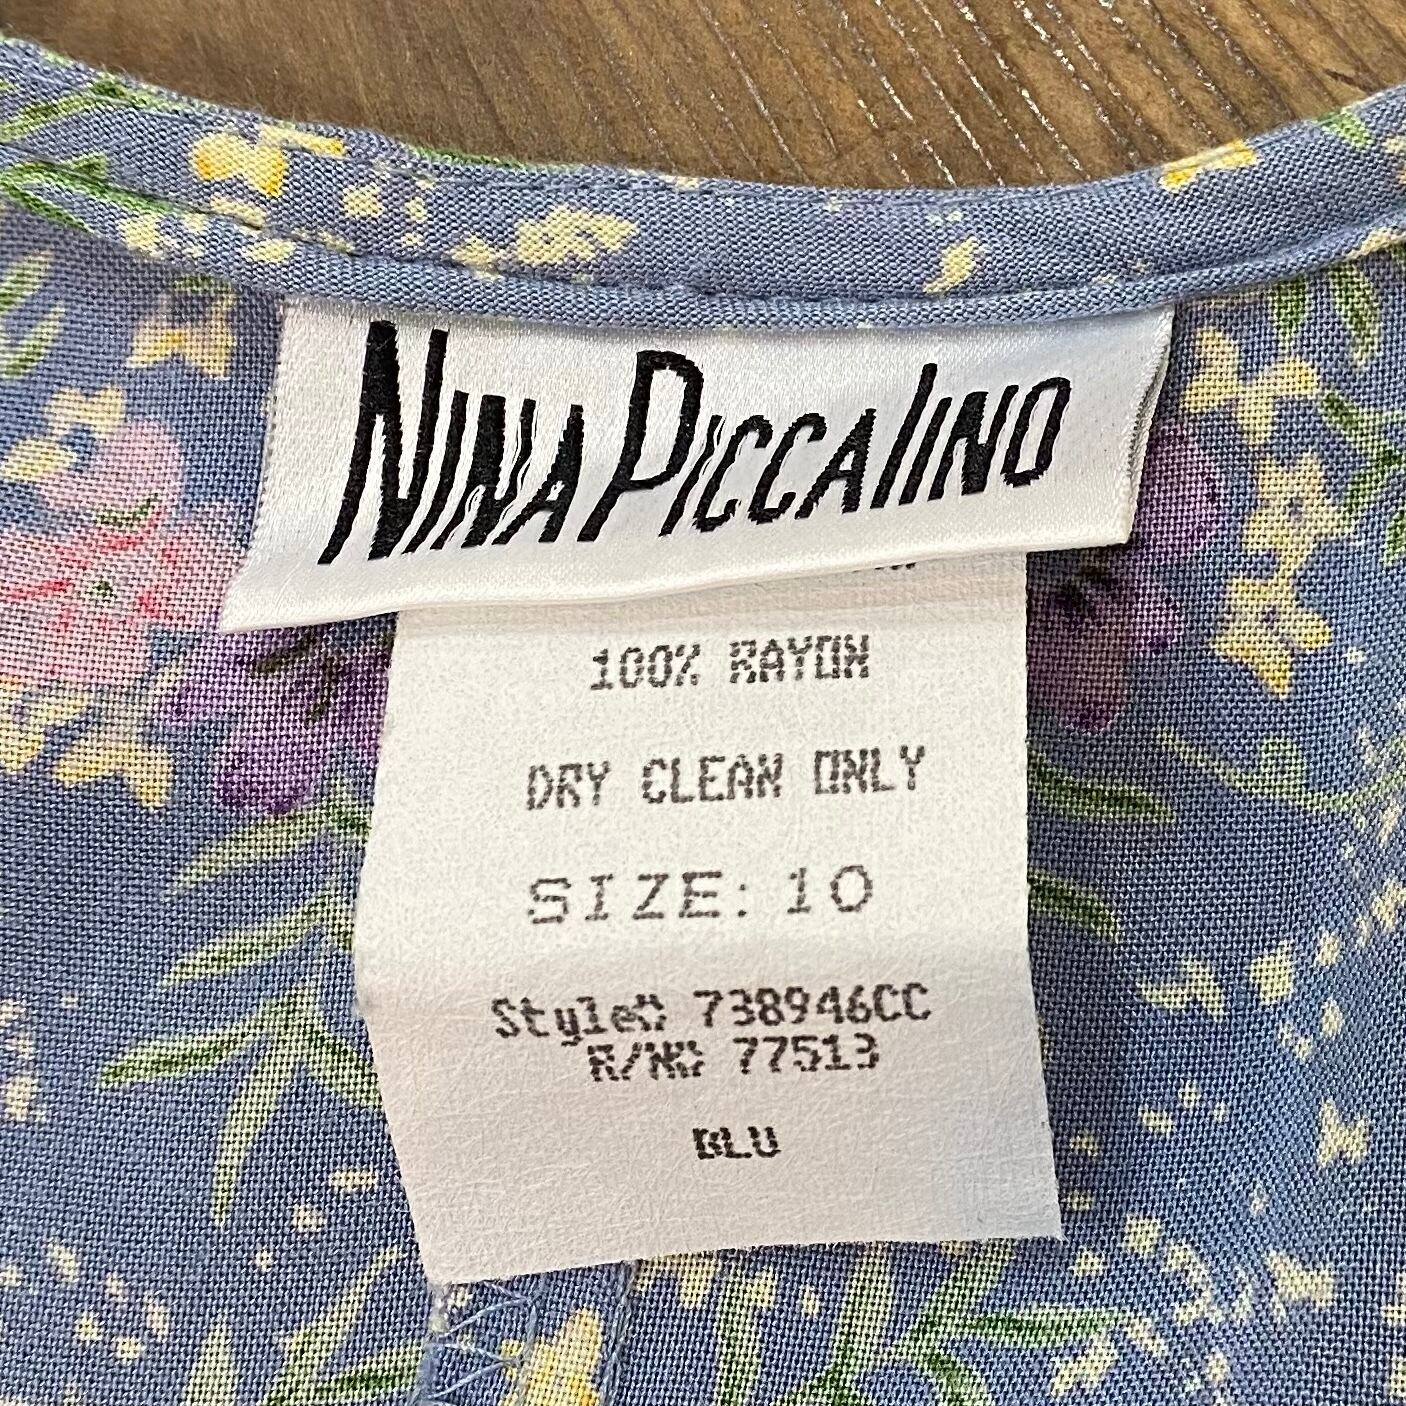 NINA PICCALINO
100% RAYON
DRY CLEAN ONLY
SIZE: 10
Style# 738946CC
R/N# 77513
BLU